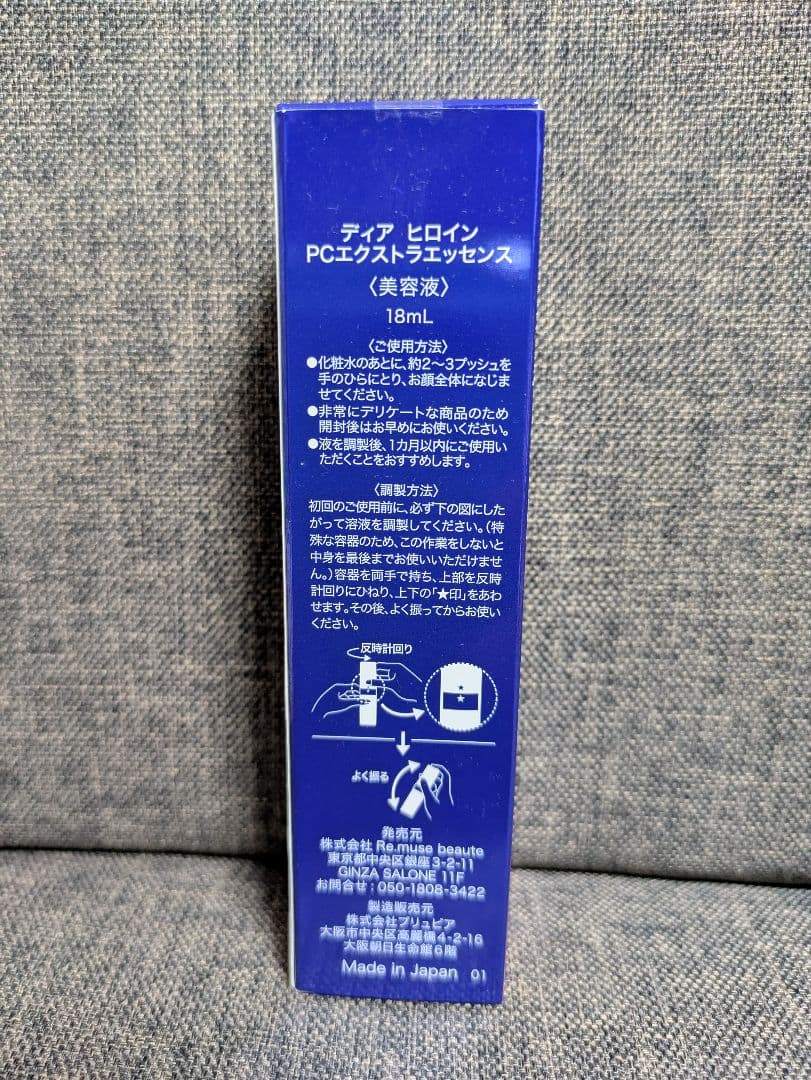 ディア ヒロイン
PCエクストラエッセンス
〈美容液〉
18mL
〈ご使用方法〉
●化粧水のあとに、約2〜3プッシュを
手のひらにとり、お顔全体になじま
せてください。
●非常にデリケートな商品のため
開封後はお早めにお使いください。
●液を調製後、1カ月以内にご使用い
ただくことをおすすめします。
〈調製方法〉
初回のご使用前に、必ず下の図にした
がって溶液を調製してください。(特
殊な容器のため、この作業をしないと
中身を最後までお使いいただけませ
ん。)容器を両手で持ち、上部を反時
計回りにひねり、上下の「★印」をあわ
せます。その後、よく振ってからお使い
ください。
反時計回り
よく振る
発売元
株式会社 Re.muse beaute
東京都中央区銀座3-2-11
GINZA SALONE 11F
お問合せ:050-1808-3422
製造販売元
株式会社プリュピア
大阪市中央区高麗橋4-2-16
大阪朝日生命館6階
Made in Japan 01